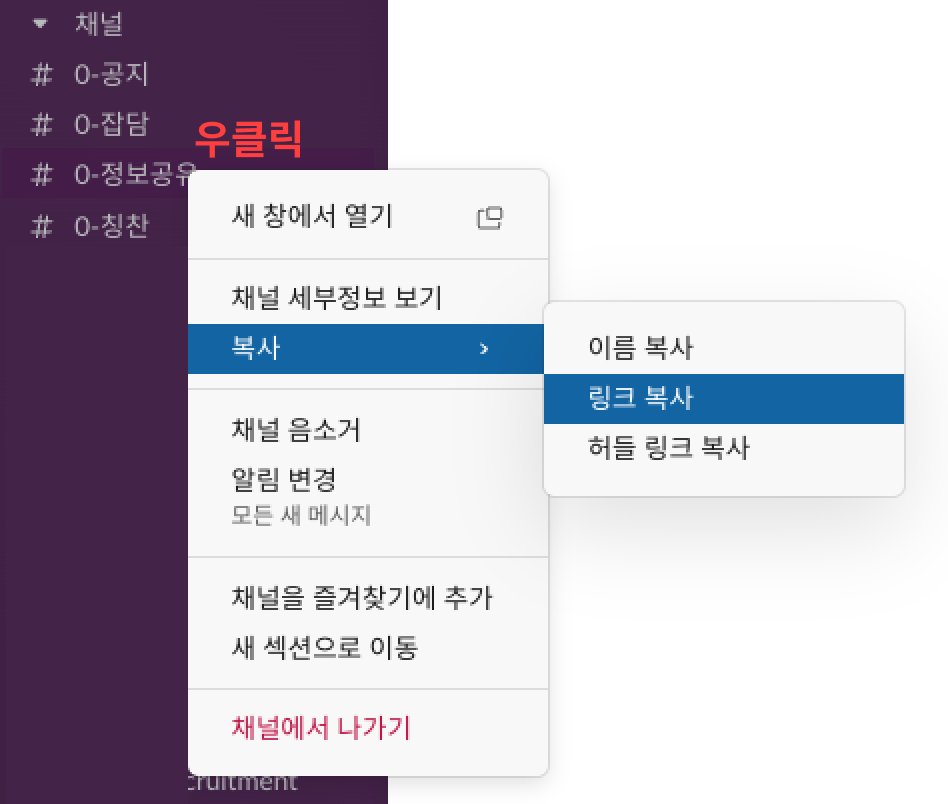 채널
# 0-공지
# 0-잡담
우클릭
# 0-정보공유
# 0-칭찬
새 창에서 열기
채널 세부정보 보기
복사
이름 복사
링크 복사
허들 링크 복사
채널 음소거
알림 변경
모든 새 메시지
채널을 즐겨찾기에 추가
새 섹션으로 이동
채널에서 나가기
cruitment